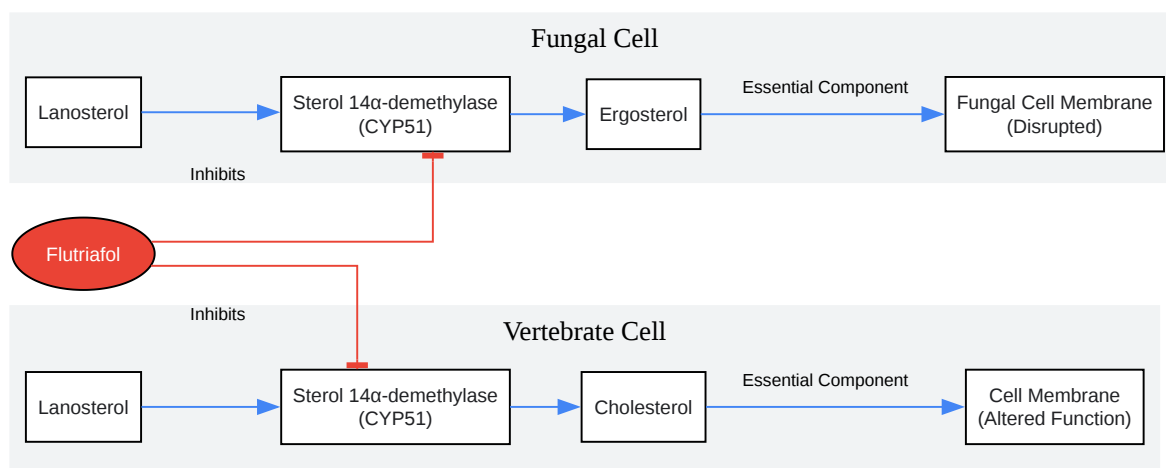 Fungal Cell
Lanosterol
Sterol 14α-demethylase
(CYP51)
Ergosterol
Essential Component
Fungal Cell Membrane
(Disrupted)
Inhibits
Flutriafol
Inhibits
Vertebrate Cell
Lanosterol
Sterol 14α-demethylase
(CYP51)
Cholesterol
Essential Component
Cell Membrane
(Altered Function)